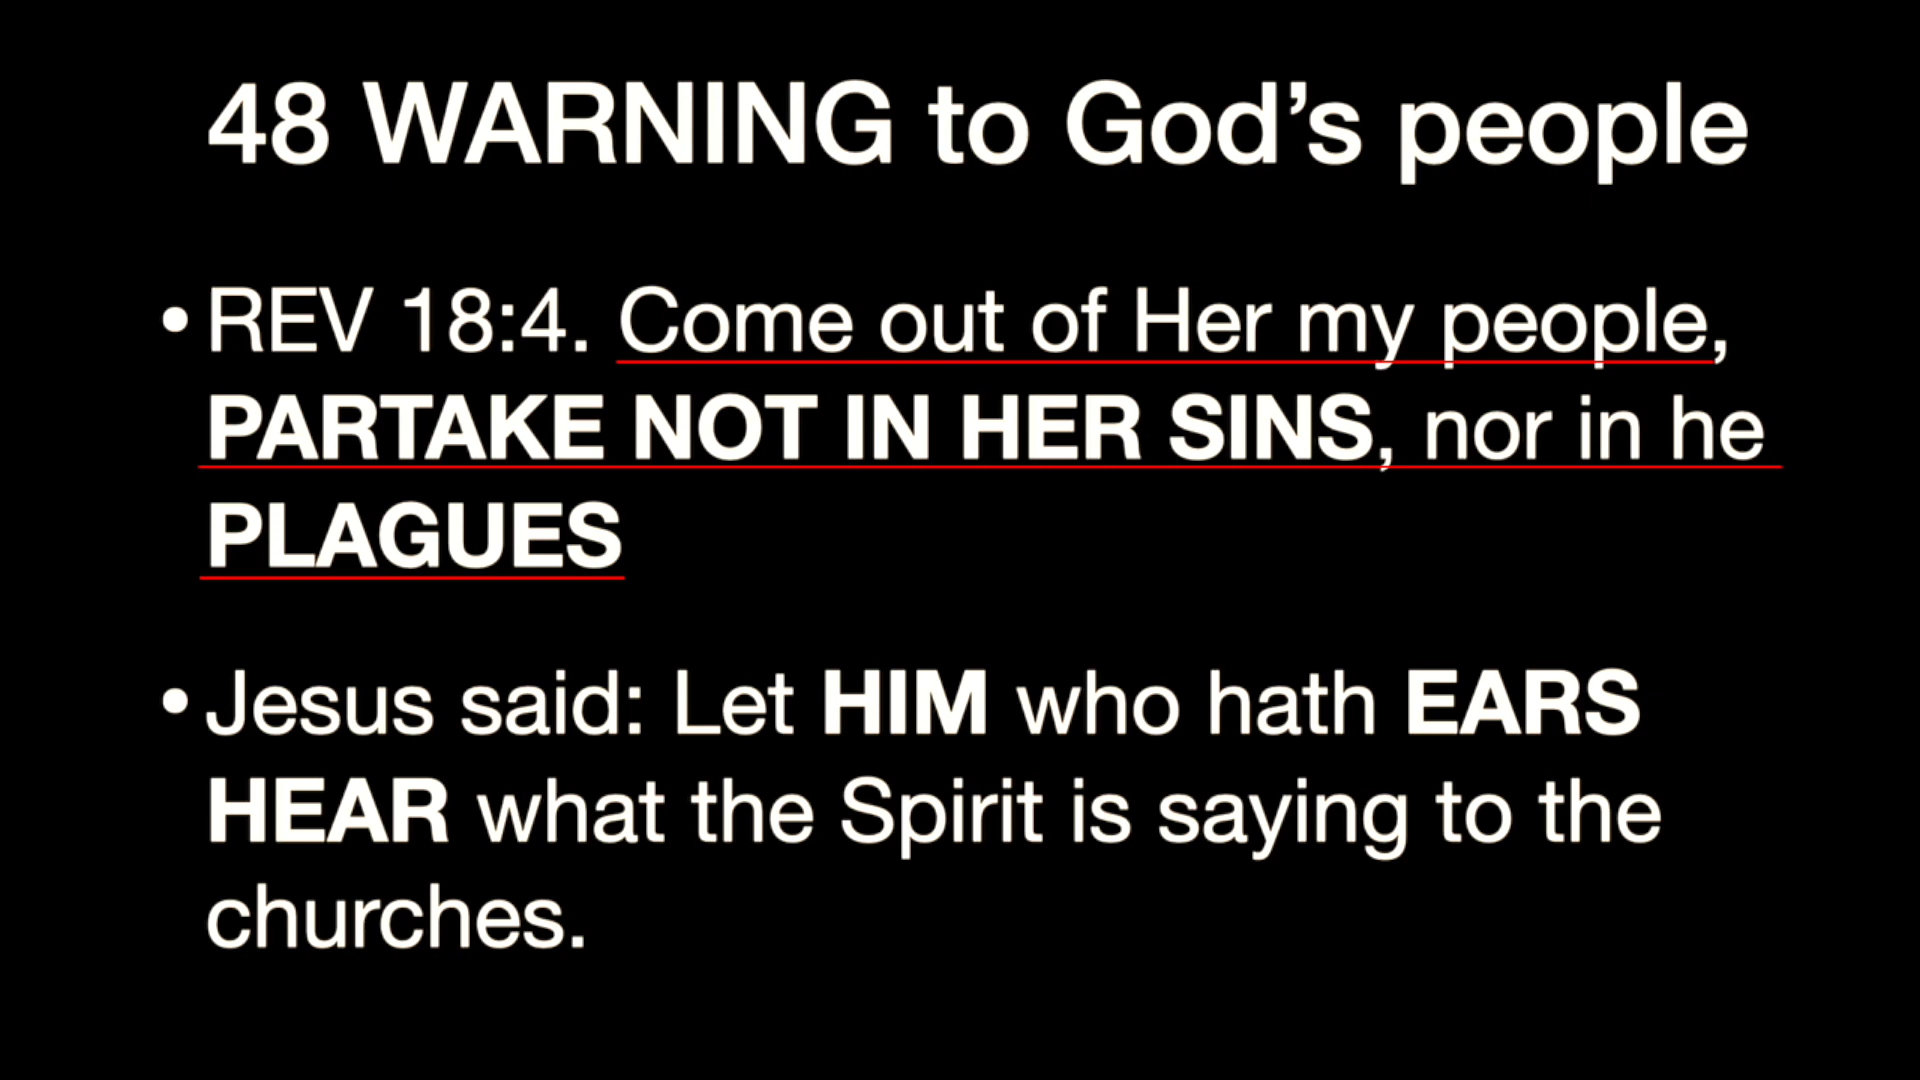 48 WARNING to God’s people
• REV 18:4. Come out of Her my people,
PARTAKE NOT IN HER SINS, nor in he
PLAGUES
• Jesus said: Let HIM who hath EARS
HEAR what the Spirit is saying to the
churches.